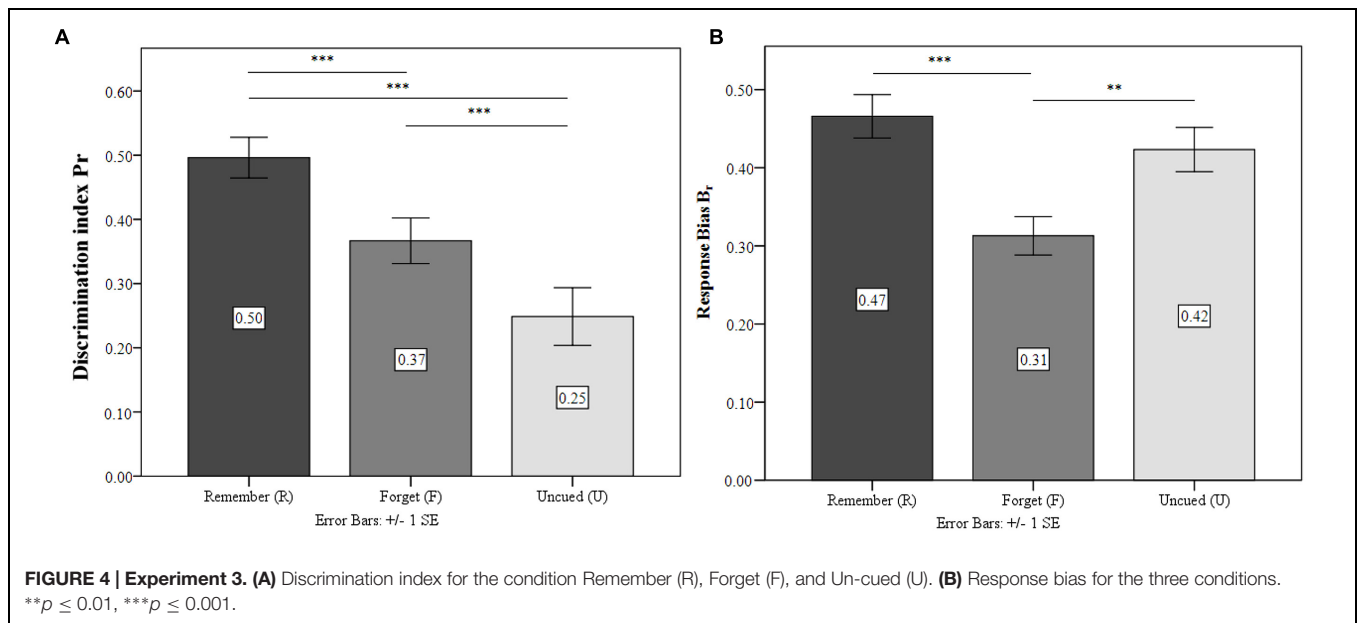 A
***
***
***
0.60
0.50
0.40
0.30
0.20
0.10
0.00
Discrimination index Pr
0.50
0.37
0.25
Remember (R) Forget (F) Uncued (U)
Error Bars: +/- 1 SE
B
***
**
0.50
0.40
0.30
0.20
0.10
0.00
Response Bias Br
0.47
0.31
0.42
Remember (R) Forget (F) Uncued (U)
Error Bars: +/- 1 SE
FIGURE 4 | Experiment 3. (A) Discrimination index for the condition Remember (R), Forget (F), and Un-cued (U). (B) Response bias for the three conditions.
**p ≤ 0.01, ***p ≤ 0.001.